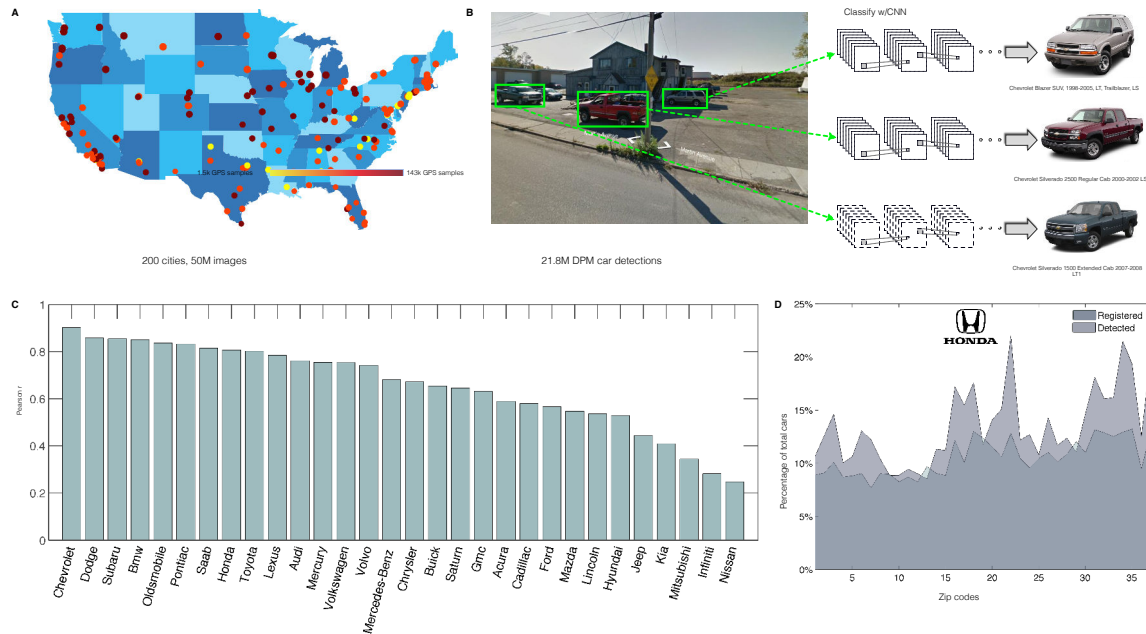 A
1.5k GPS samples
143k GPS samples
200 cities, 50M images
B
21.8M DPM car detections
Classify w/CNN
Chevrolet Blazer SUV, 1998-2005, LT, Trailblazer, LS
Chevrolet Silverado 2500 Regular Cab 2000-2002 LS
Chevrolet Silverado 1500 Extended Cab 2007-2009
LT1
C
1
0.8
0.6
0.4
0.2
0
Pearson r
Chevrolet
Dodge
Subaru
Bmw
Oldsmobile
Pontiac
Saab
Honda
Toyota
Lexus
Audi
Mercury
Volkswagen
Volvo
Mercedes-Benz
Chrysler
Buick
Saturn
Gmc
Acura
Cadillac
Ford
Mazda
Lincoln
Hyundai
Jeep
Kia
Mitsubishi
Infiniti
Nissan
D
25%
20%
15%
10%
5%
0%
Percentage of total cars
HONDA
Registered
Detected
5
10
15
20
25
30
35
Zip codes